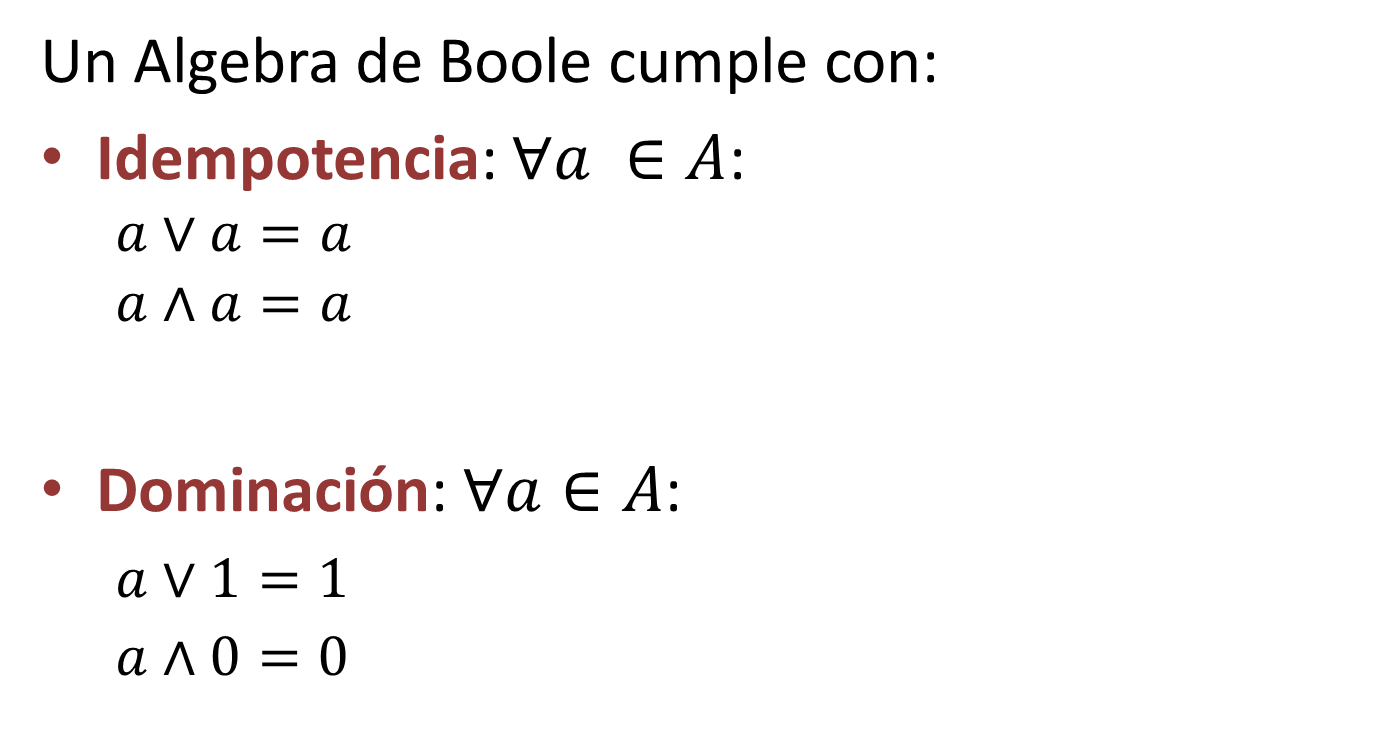 Un Algebra de Boole cumple con:
• Idempotencia: ∀a ∈ A:
a ∨ a = a
a ∧ a = a
• Dominación: ∀a ∈ A:
a ∨ 1 = 1
a ∧ 0 = 0